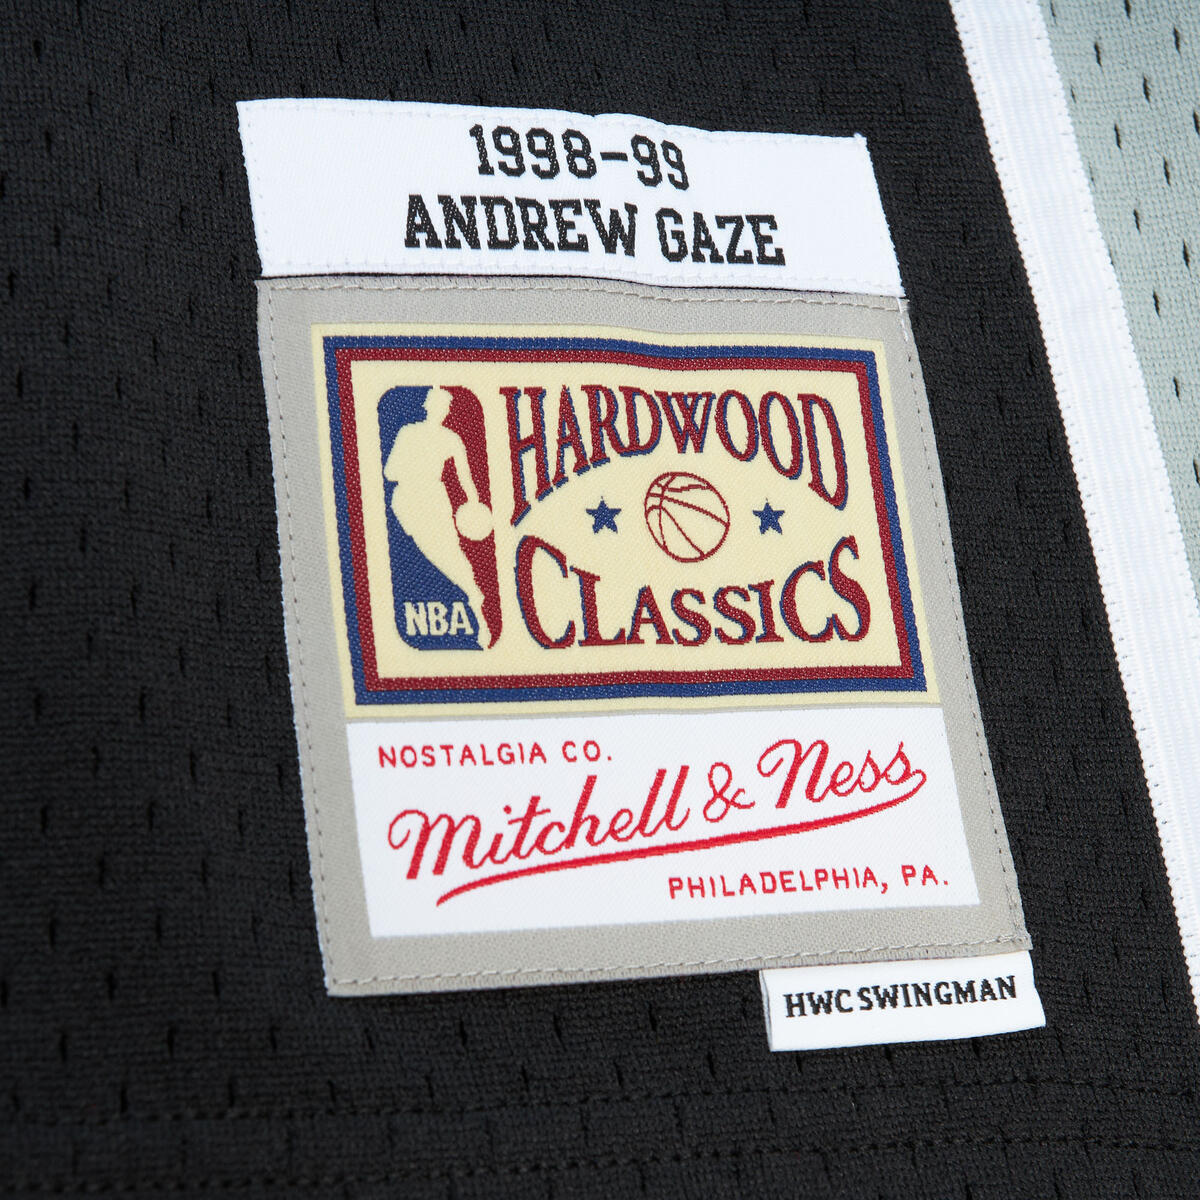 1998-99
ANDREW GAZE
HARDWOOD
CLASSICS
NBA
NOSTALGIA CO.
Mitchell & Ness
PHILADELPHIA, PA.
HWC SWINGMAN